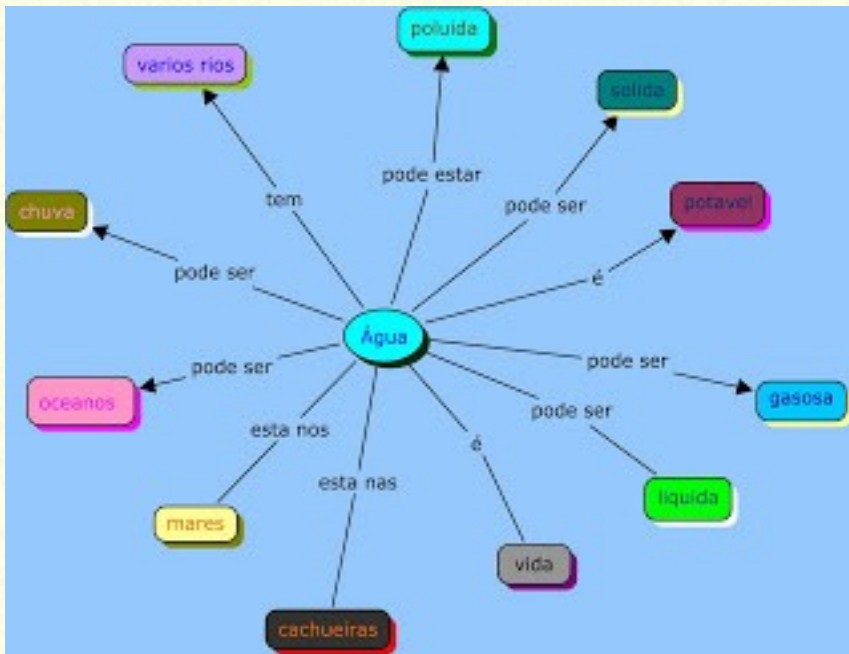 poluida
varios rios
solida
pode estar
tem
pode ser
potavel
chuva
pode ser
é
Água
pode ser
pode ser
gasosa
oceanos
pode ser
esta nos
é
esta nas
liquida
mares
vida
cachueiras